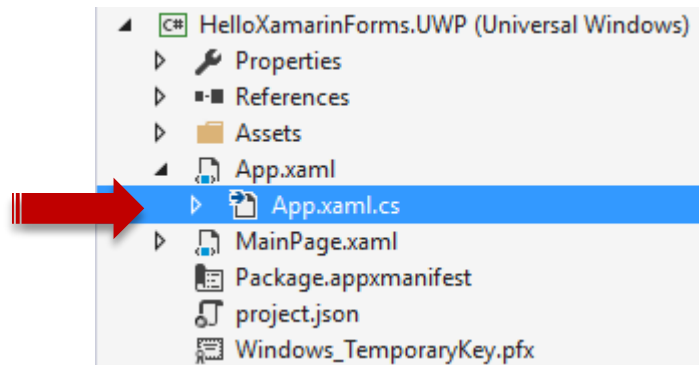 C# HelloXamarinForms.UWP (Universal Windows)
Properties
References
Assets
App.xaml
App.xaml.cs
MainPage.xaml
Package.appxmanifest
project.json
Windows_TemporaryKey.pfx